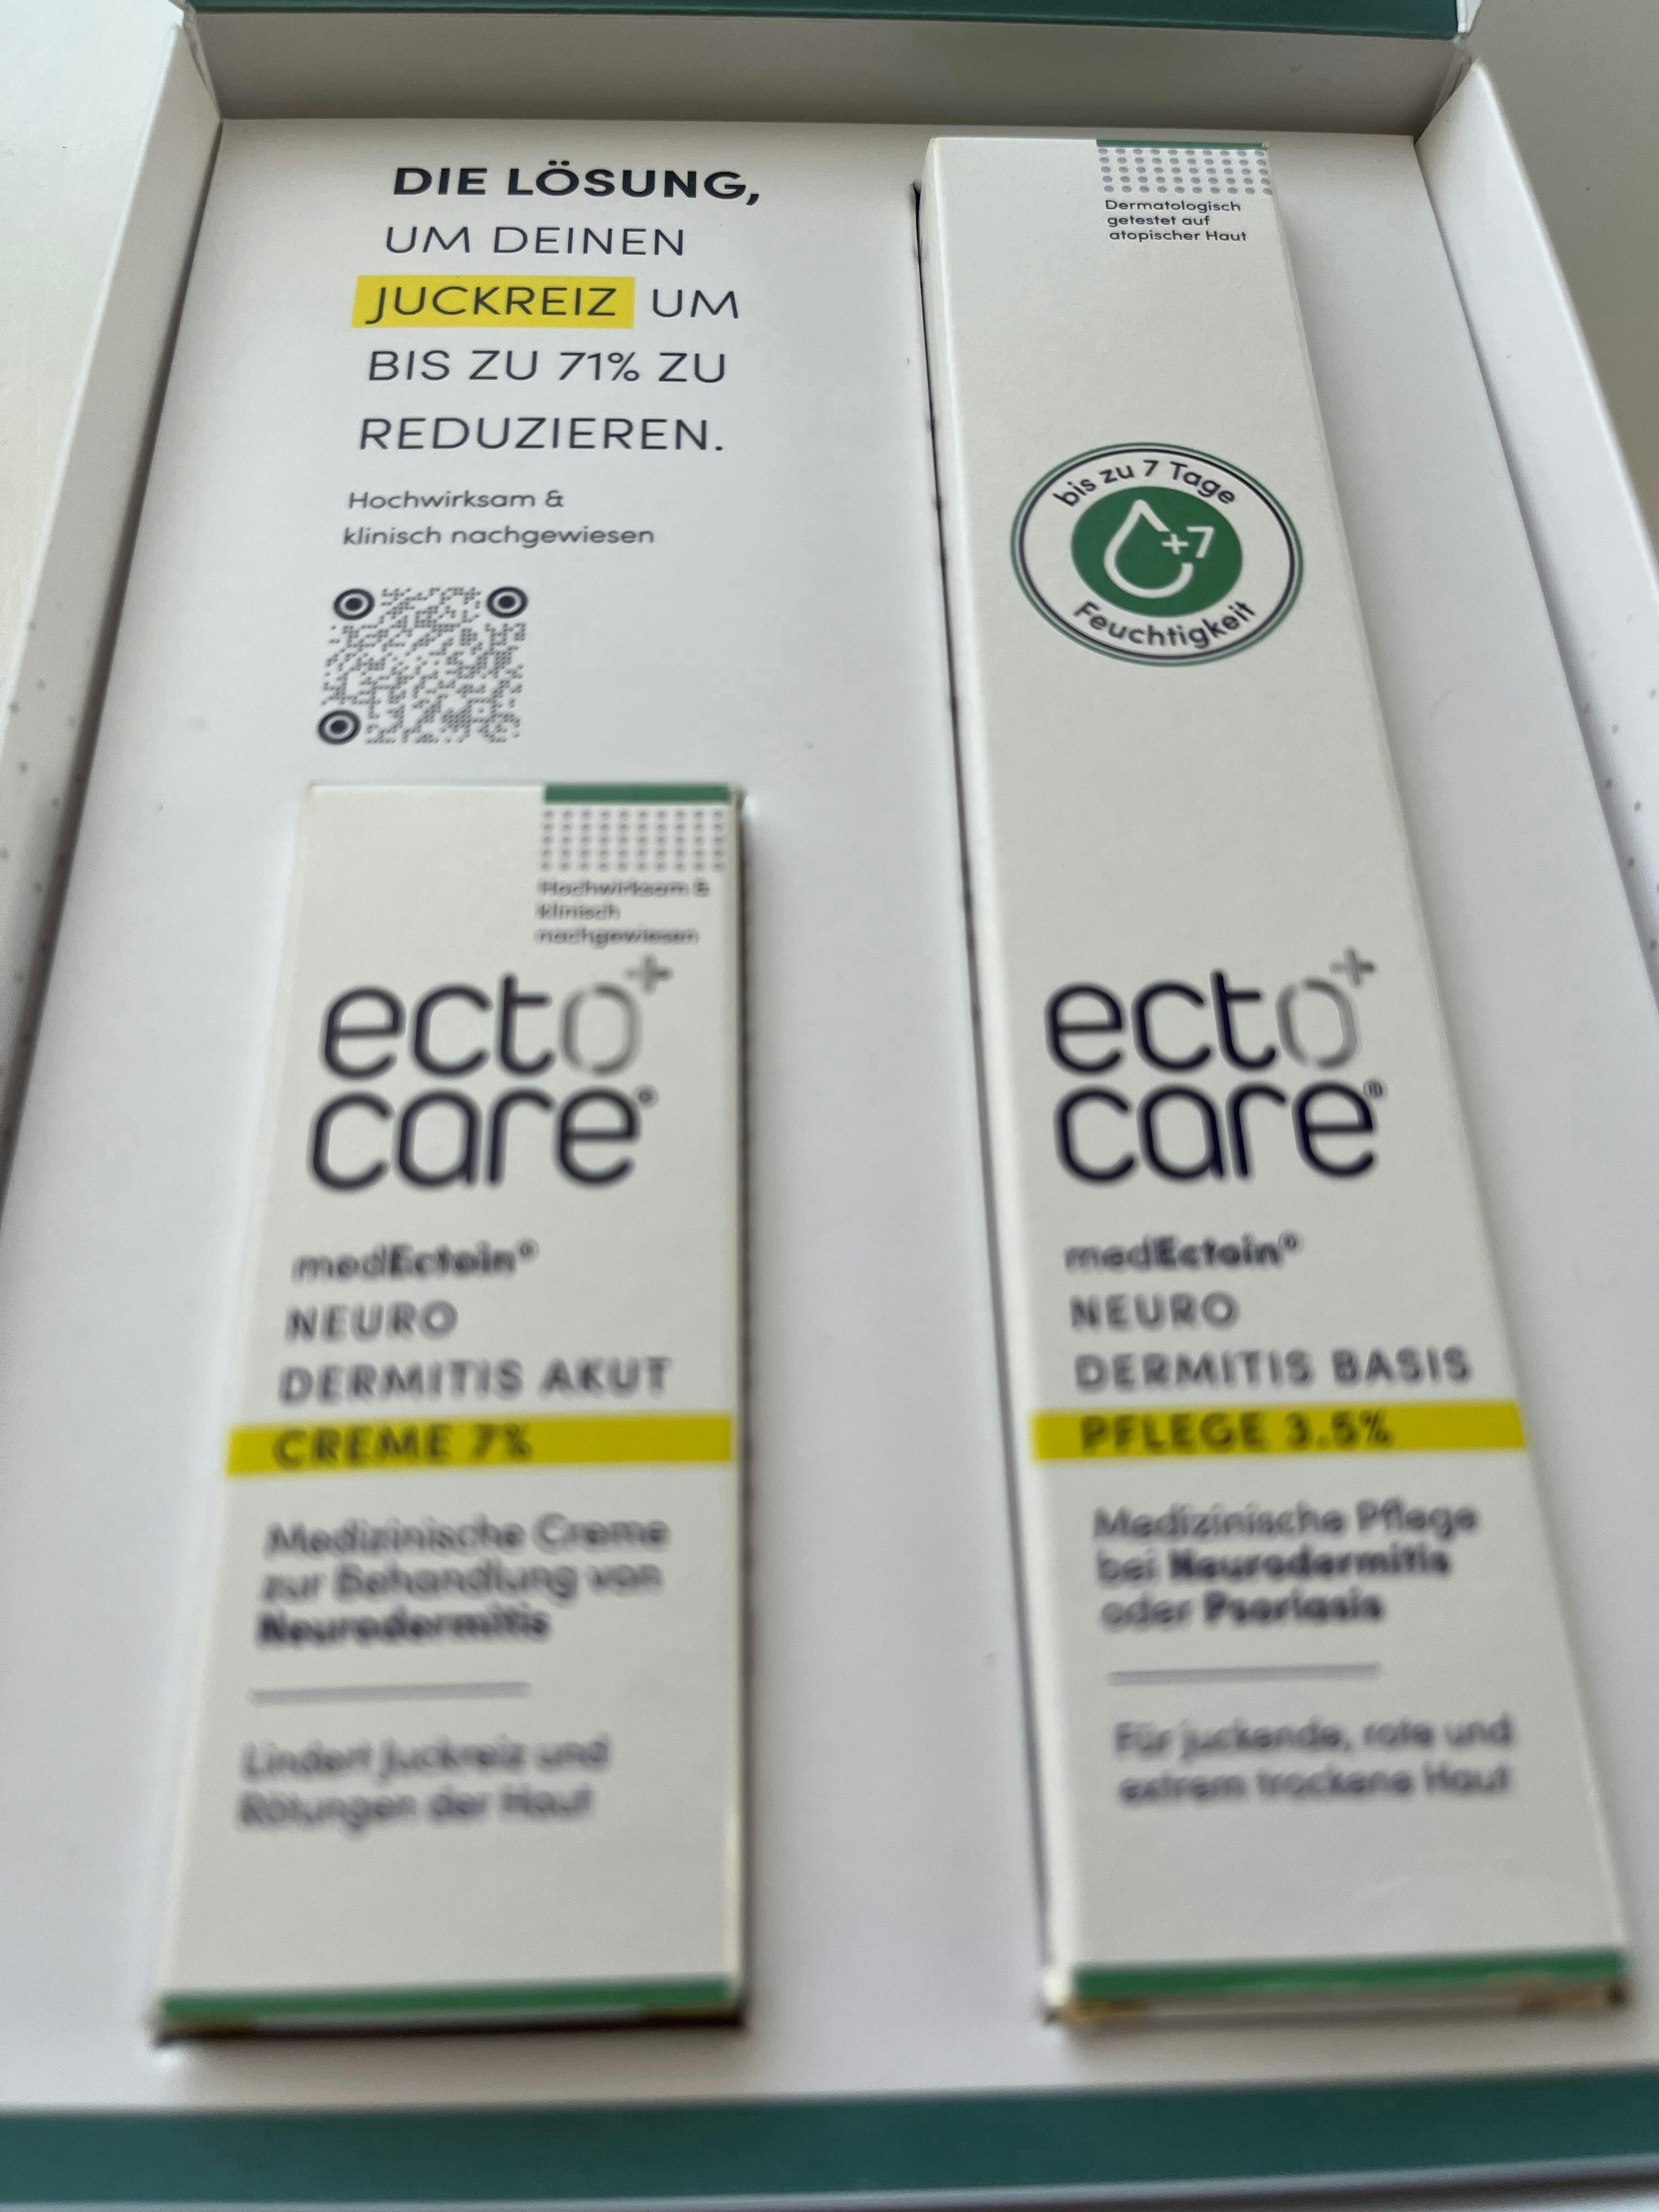 DIE LÖSUNG,
UM DEINEN
JUCKREIZ UM
BIS ZU 71% ZU
REDUZIEREN.
Hochwirksam &
klinisch nachgewiesen
Hochwirksam &
klinisch
nachgewiesen
ecto+
care®
medEctoin®
NEURO
DERMITIS AKUT
CREME 7%
Medizinische Creme
zur Behandlung von
Neurodermitis
Lindert Juckreiz und
Rötungen der Haut
Dermatologisch
getestet auf
atopischer Haut
bis zu 7 Tage
+7
Feuchtigkeit
ecto+
care®
medEctoin®
NEURO
DERMITIS BASIS
PFLEGE 3.5%
Medizinische Pflege
bei Neurodermitis
oder Psoriasis
Für juckende, rote und
extrem trockene Haut